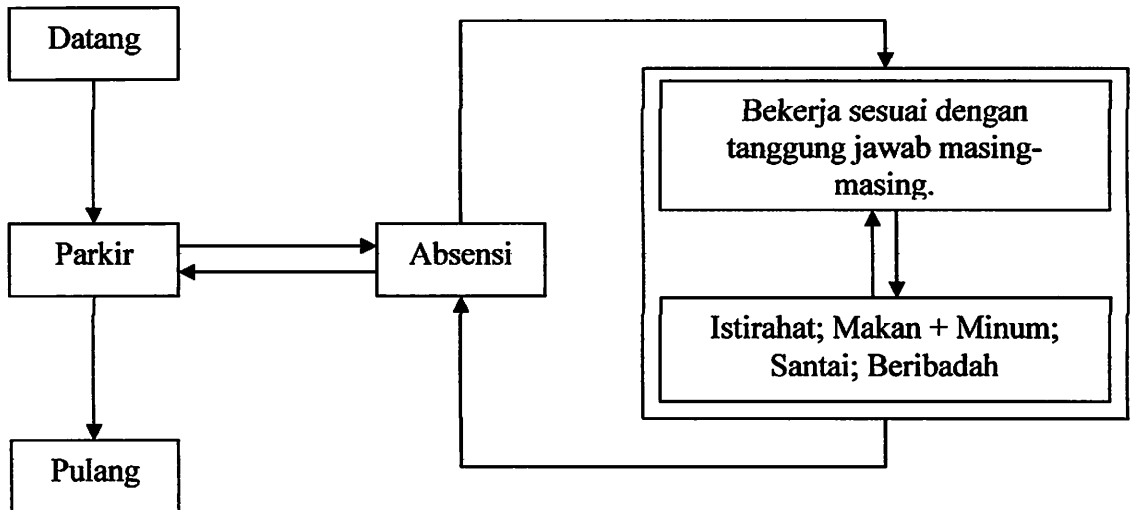 Datang
Bekerja sesuai dengan
tanggung jawab masing-
masing.
Parkir
Absensi
Istirahat; Makan + Minum;
Santai; Beribadah
Pulang